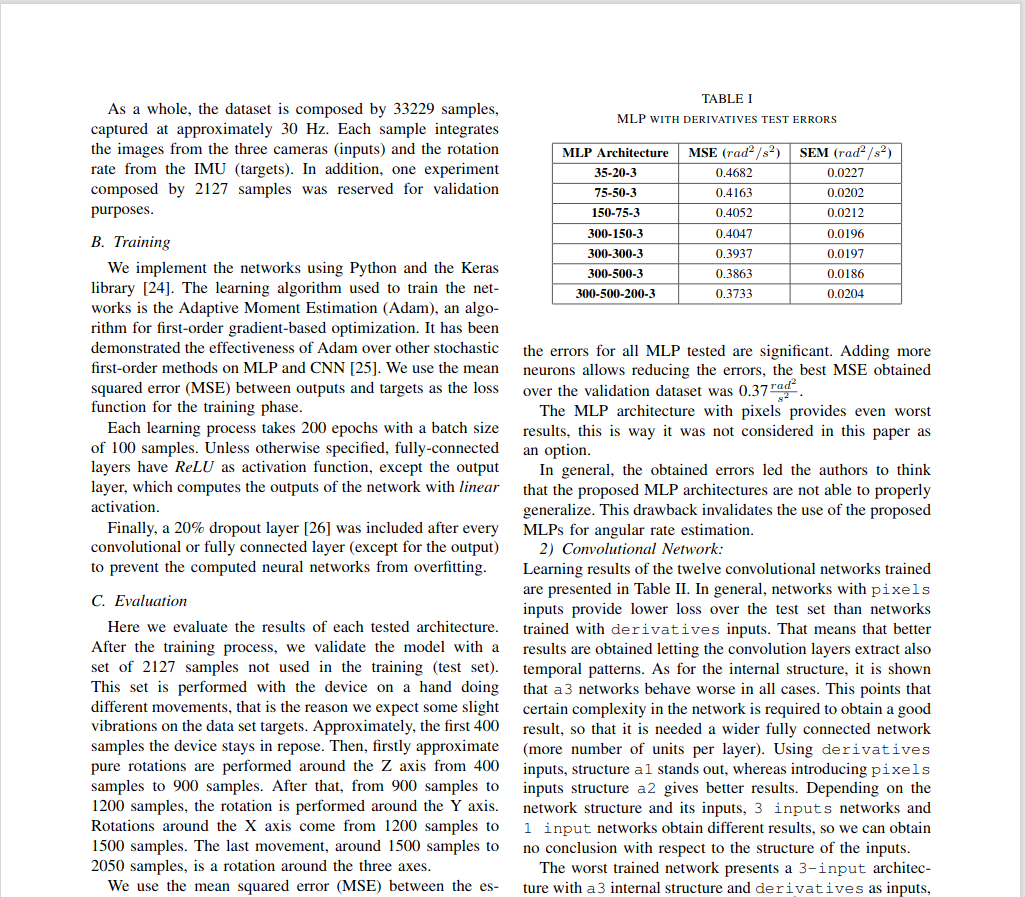 As a whole, the dataset is composed by 33229 samples,
captured at approximately 30 Hz. Each sample integrates
the images from the three cameras (inputs) and the rotation
rate from the IMU (targets). In addition, one experiment
composed by 2127 samples was reserved for validation
purposes.
B. Training
We implement the networks using Python and the Keras
library [24]. The learning algorithm used to train the net-
works is the Adaptive Moment Estimation (Adam), an algo-
rithm for first-order gradient-based optimization. It has been
demonstrated the effectiveness of Adam over other stochastic
first-order methods on MLP and CNN [25]. We use the mean
squared error (MSE) between outputs and targets as the loss
function for the training phase.
Each learning process takes 200 epochs with a batch size
of 100 samples. Unless otherwise specified, fully-connected
layers have ReLU as activation function, except the output
layer, which computes the outputs of the network with linear
activation.
Finally, a 20% dropout layer [26] was included after every
convolutional or fully connected layer (except for the output)
to prevent the computed neural networks from overfitting.
C. Evaluation
Here we evaluate the results of each tested architecture.
After the training process, we validate the model with a
set of 2127 samples not used in the training (test set).
This set is performed with the device on a hand doing
different movements, that is the reason we expect some slight
vibrations on the data set targets. Approximately, the first 400
samples the device stays in repose. Then, firstly approximate
pure rotations are performed around the Z axis from 400
samples to 900 samples. After that, from 900 samples to
1200 samples, the rotation is performed around the Y axis.
Rotations around the X axis come from 1200 samples to
1500 samples. The last movement, around 1500 samples to
2050 samples, is a rotation around the three axes.
We use the mean squared error (MSE) between the es-
TABLE I
MLP WITH DERIVATIVES TEST ERRORS
MLP Architecture MSE (rad²/s²) SEM (rad²/s²)
35-20-3 0.4682 0.0227
75-50-3 0.4163 0.0202
150-75-3 0.4052 0.0212
300-150-3 0.4047 0.0196
300-300-3 0.3937 0.0197
300-500-3 0.3863 0.0186
300-500-200-3 0.3733 0.0204
the errors for all MLP tested are significant. Adding more
neurons allows reducing the errors, the best MSE obtained
over the validation dataset was 0.37 rad²/s².
The MLP architecture with pixels provides even worst
results, this is way it was not considered in this paper as
an option.
In general, the obtained errors led the authors to think
that the proposed MLP architectures are not able to properly
generalize. This drawback invalidates the use of the proposed
MLPs for angular rate estimation.
2) Convolutional Network:
Learning results of the twelve convolutional networks trained
are presented in Table II. In general, networks with pixels
inputs provide lower loss over the test set than networks
trained with derivatives inputs. That means that better
results are obtained letting the convolution layers extract also
temporal patterns. As for the internal structure, it is shown
that a3 networks behave worse in all cases. This points that
certain complexity in the network is required to obtain a good
result, so that it is needed a wider fully connected network
(more number of units per layer). Using derivatives
inputs, structure a1 stands out, whereas introducing pixels
inputs structure a2 gives better results. Depending on the
network structure and its inputs, 3 inputs networks and
1 input networks obtain different results, so we can obtain
no conclusion with respect to the structure of the inputs.
The worst trained network presents a 3-input architec-
ture with a3 internal structure and derivatives as inputs,